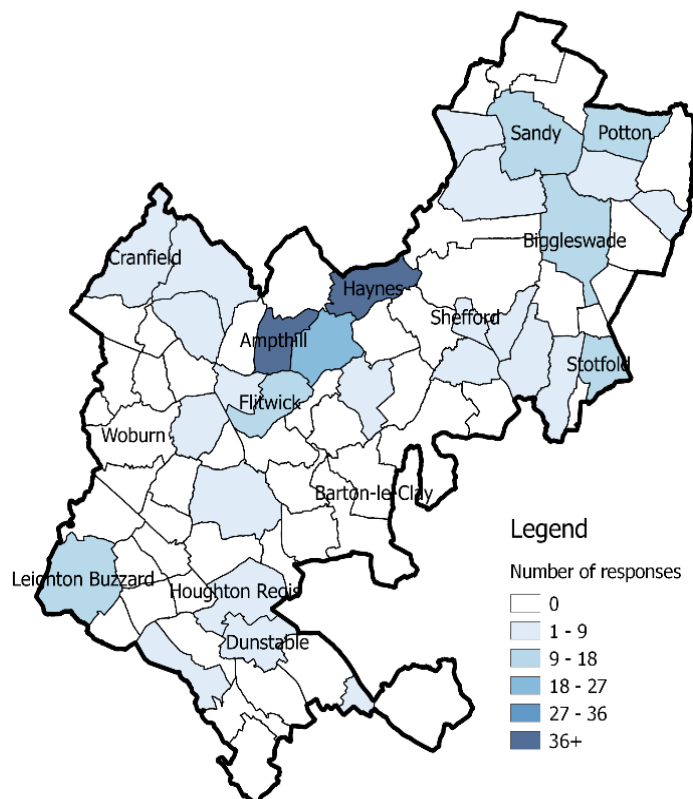 Sandy
Potton
Biggleswade
Cranfield
Haynes
Shefford
Ampthill
Stotfold
Flitwick
Woburn
Barton-le-Clay
Leighton Buzzard
Houghton Regis
Dunstable
Legend
Number of responses
0
1 - 9
9 - 18
18 - 27
27 - 36
36+